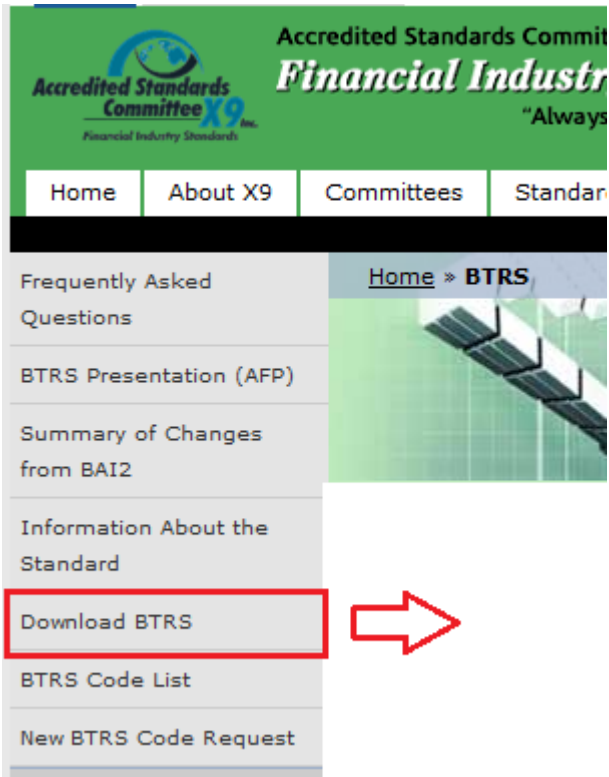 Accredited Standards Commit
Financial Industr
"Always
Accredited Standards
Committee X9 Inc.
Financial Industry Standards
Home About X9 Committees Standar
Home » BTRS
Frequently Asked
Questions
BTRS Presentation (AFP)
Summary of Changes
from BAI2
Information About the
Standard
Download BTRS
BTRS Code List
New BTRS Code Request